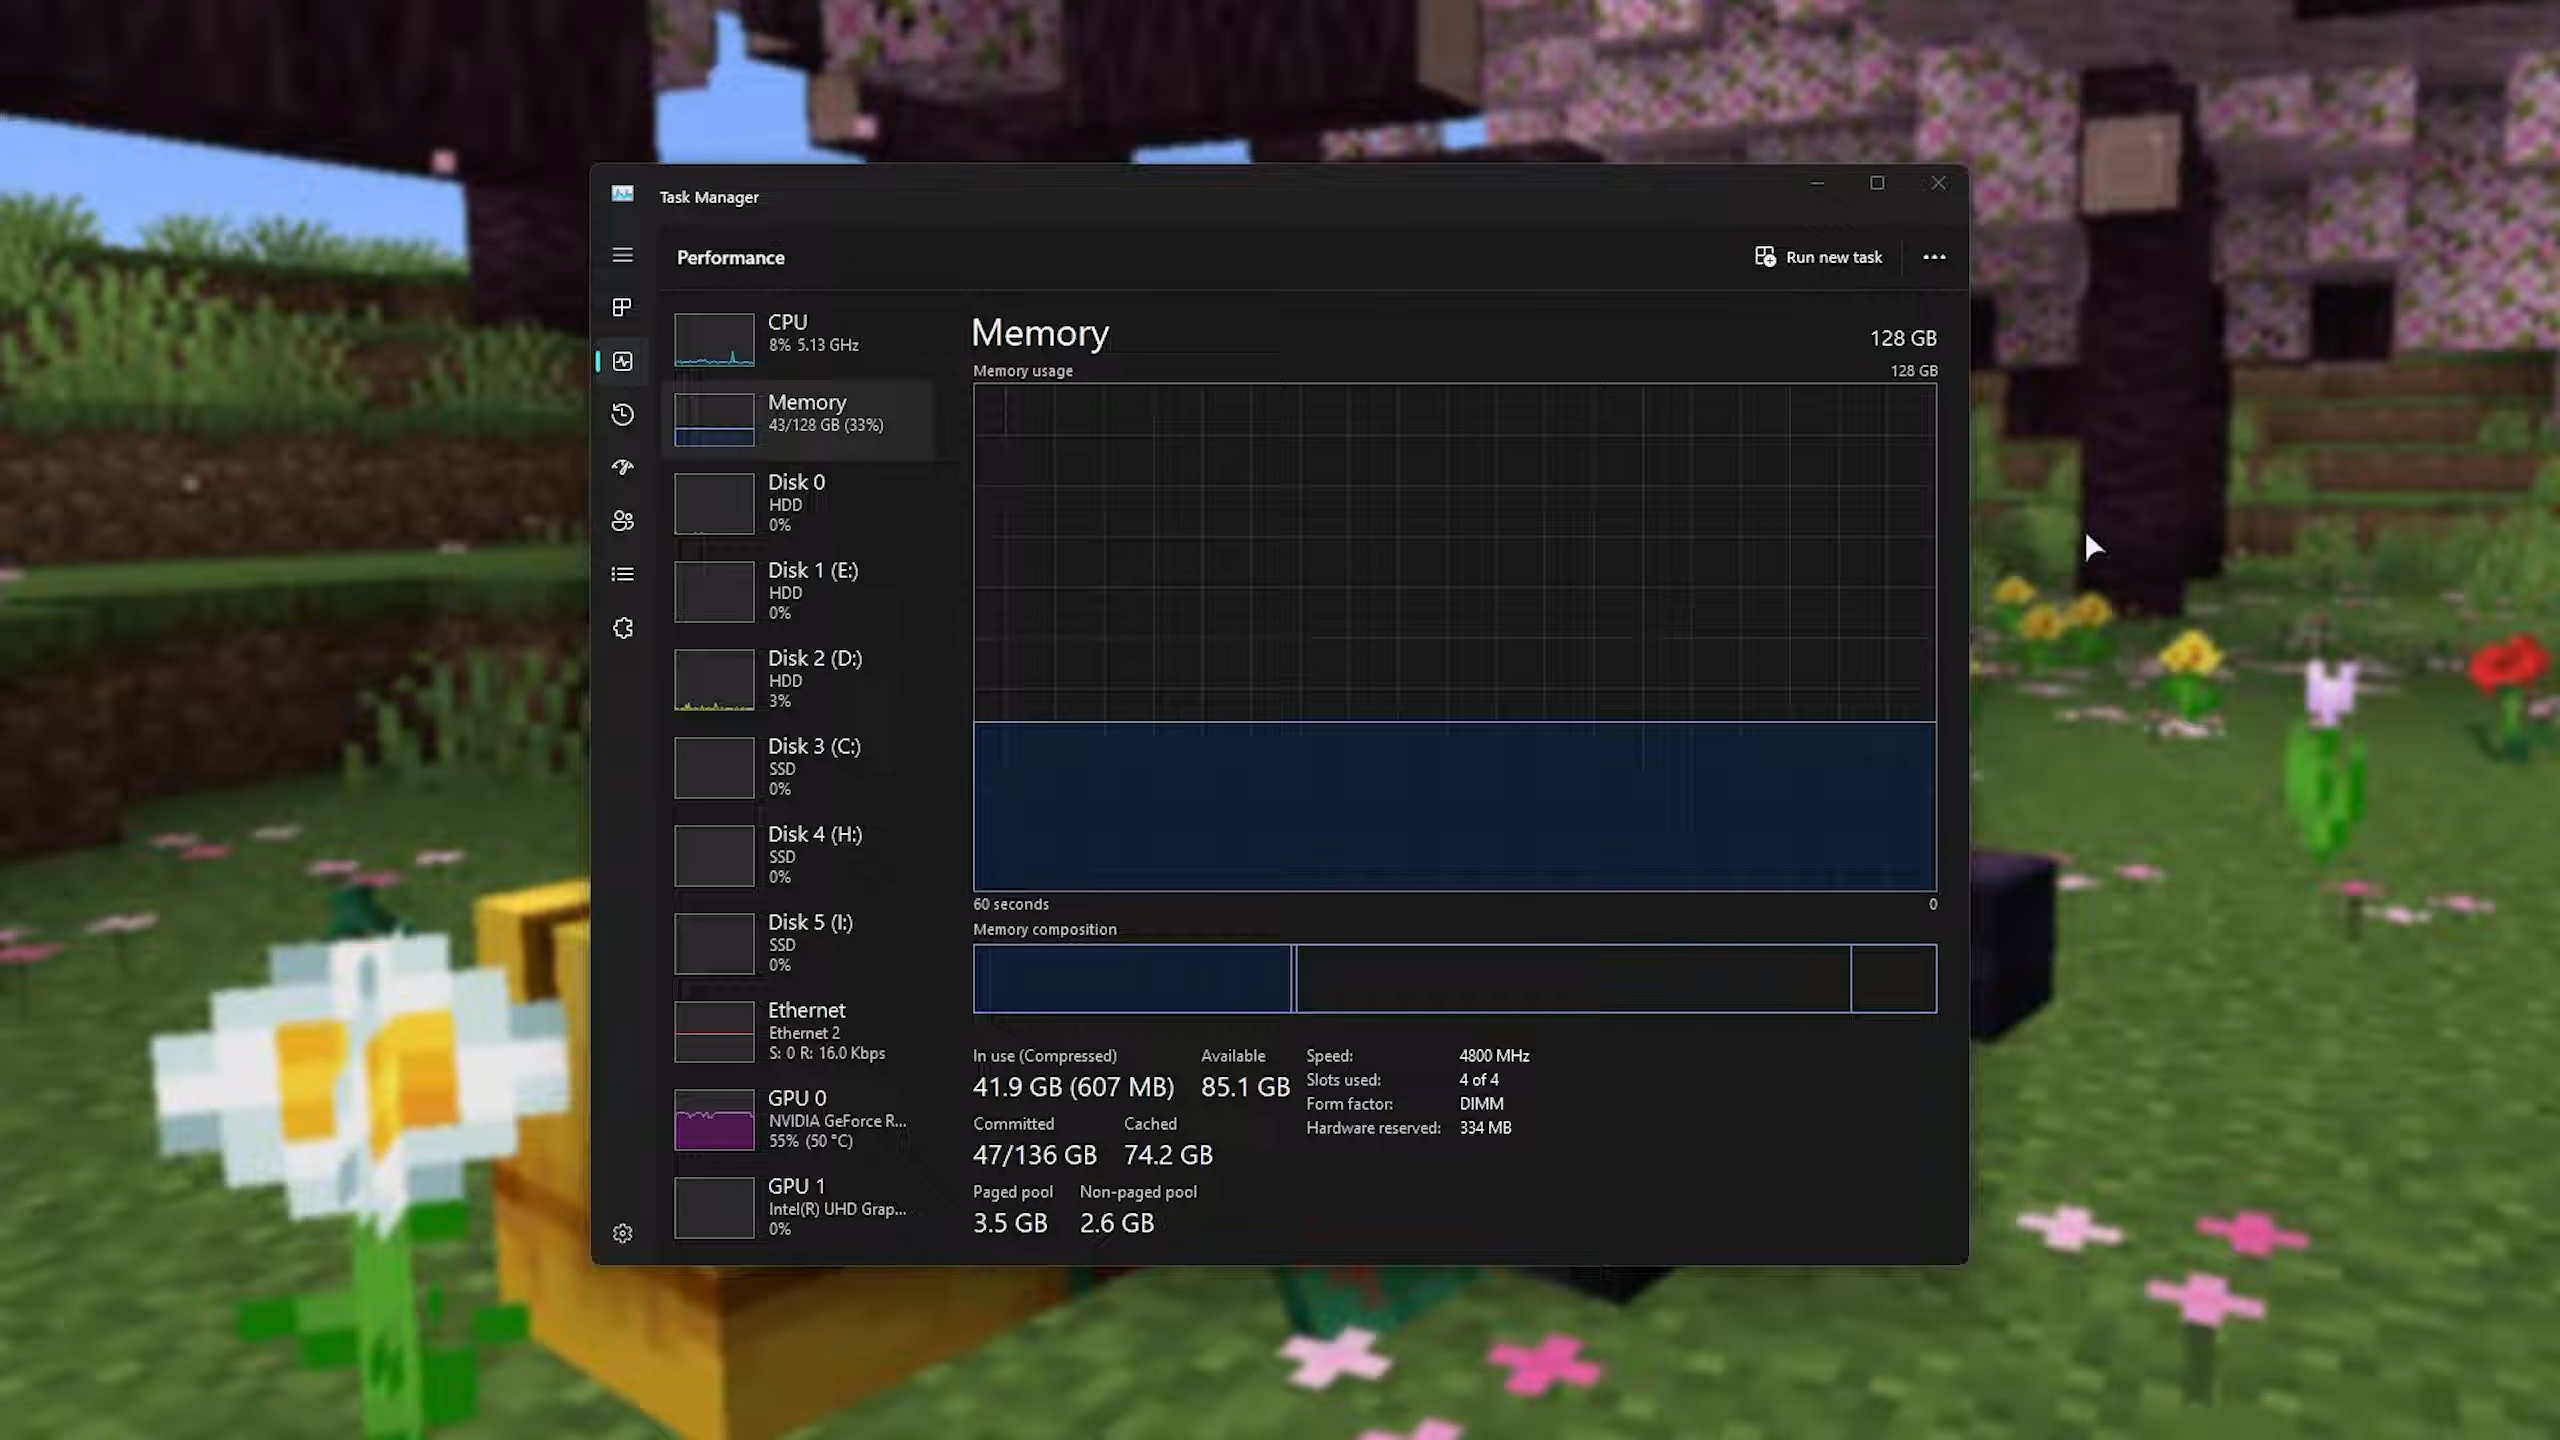 Task Manager
Performance
Run new task
CPU
8% 5.13 GHz
Memory
43/128 GB (33%)
Disk 0
HDD
0%
Disk 1 (E:)
HDD
0%
Disk 2 (D:)
HDD
3%
Disk 3 (C:)
SSD
0%
Disk 4 (H:)
SSD
0%
Disk 5 (I:)
SSD
0%
Ethernet
Ethernet 2
S: 0 R: 16.0 Kbps
GPU 0
NVIDIA GeForce R...
55% (50 °C)
GPU 1
Intel(R) UHD Grap...
0%
Memory
128 GB
Memory usage
128 GB
60 seconds
0
Memory composition
In use (Compressed)
41.9 GB (607 MB)
Available
85.1 GB
Committed
47/136 GB
Cached
74.2 GB
Paged pool
3.5 GB
Non-paged pool
2.6 GB
Speed: 4800 MHz
Slots used: 4 of 4
Form factor: DIMM
Hardware reserved: 334 MB